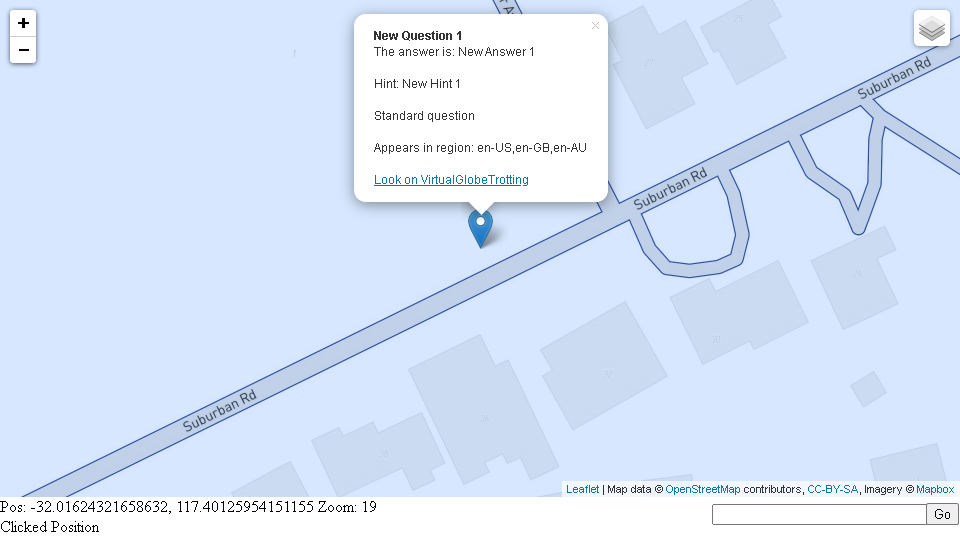 +
−
New Question 1
The answer is: New Answer 1
Hint: New Hint 1
Standard question
Appears in region: en-US,en-GB,en-AU
Look on VirtualGlobeTrotting
×
Suburban Rd
Suburban Rd
Suburban Rd
Leaflet | Map data © OpenStreetMap contributors, CC-BY-SA, Imagery © Mapbox
Pos: -32.01624321658632, 117.40125954151155 Zoom: 19
Go
Clicked Position